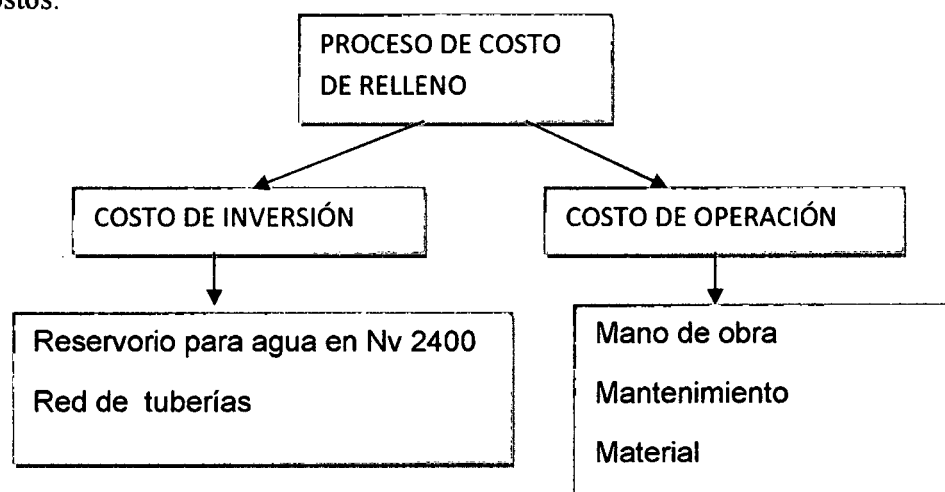 ostos:
PROCESO DE COSTO
DE RELLENO
COSTO DE INVERSIÓN
COSTO DE OPERACIÓN
Reservorio para agua en Nv 2400
Red de tuberías
Mano de obra
Mantenimiento
Material